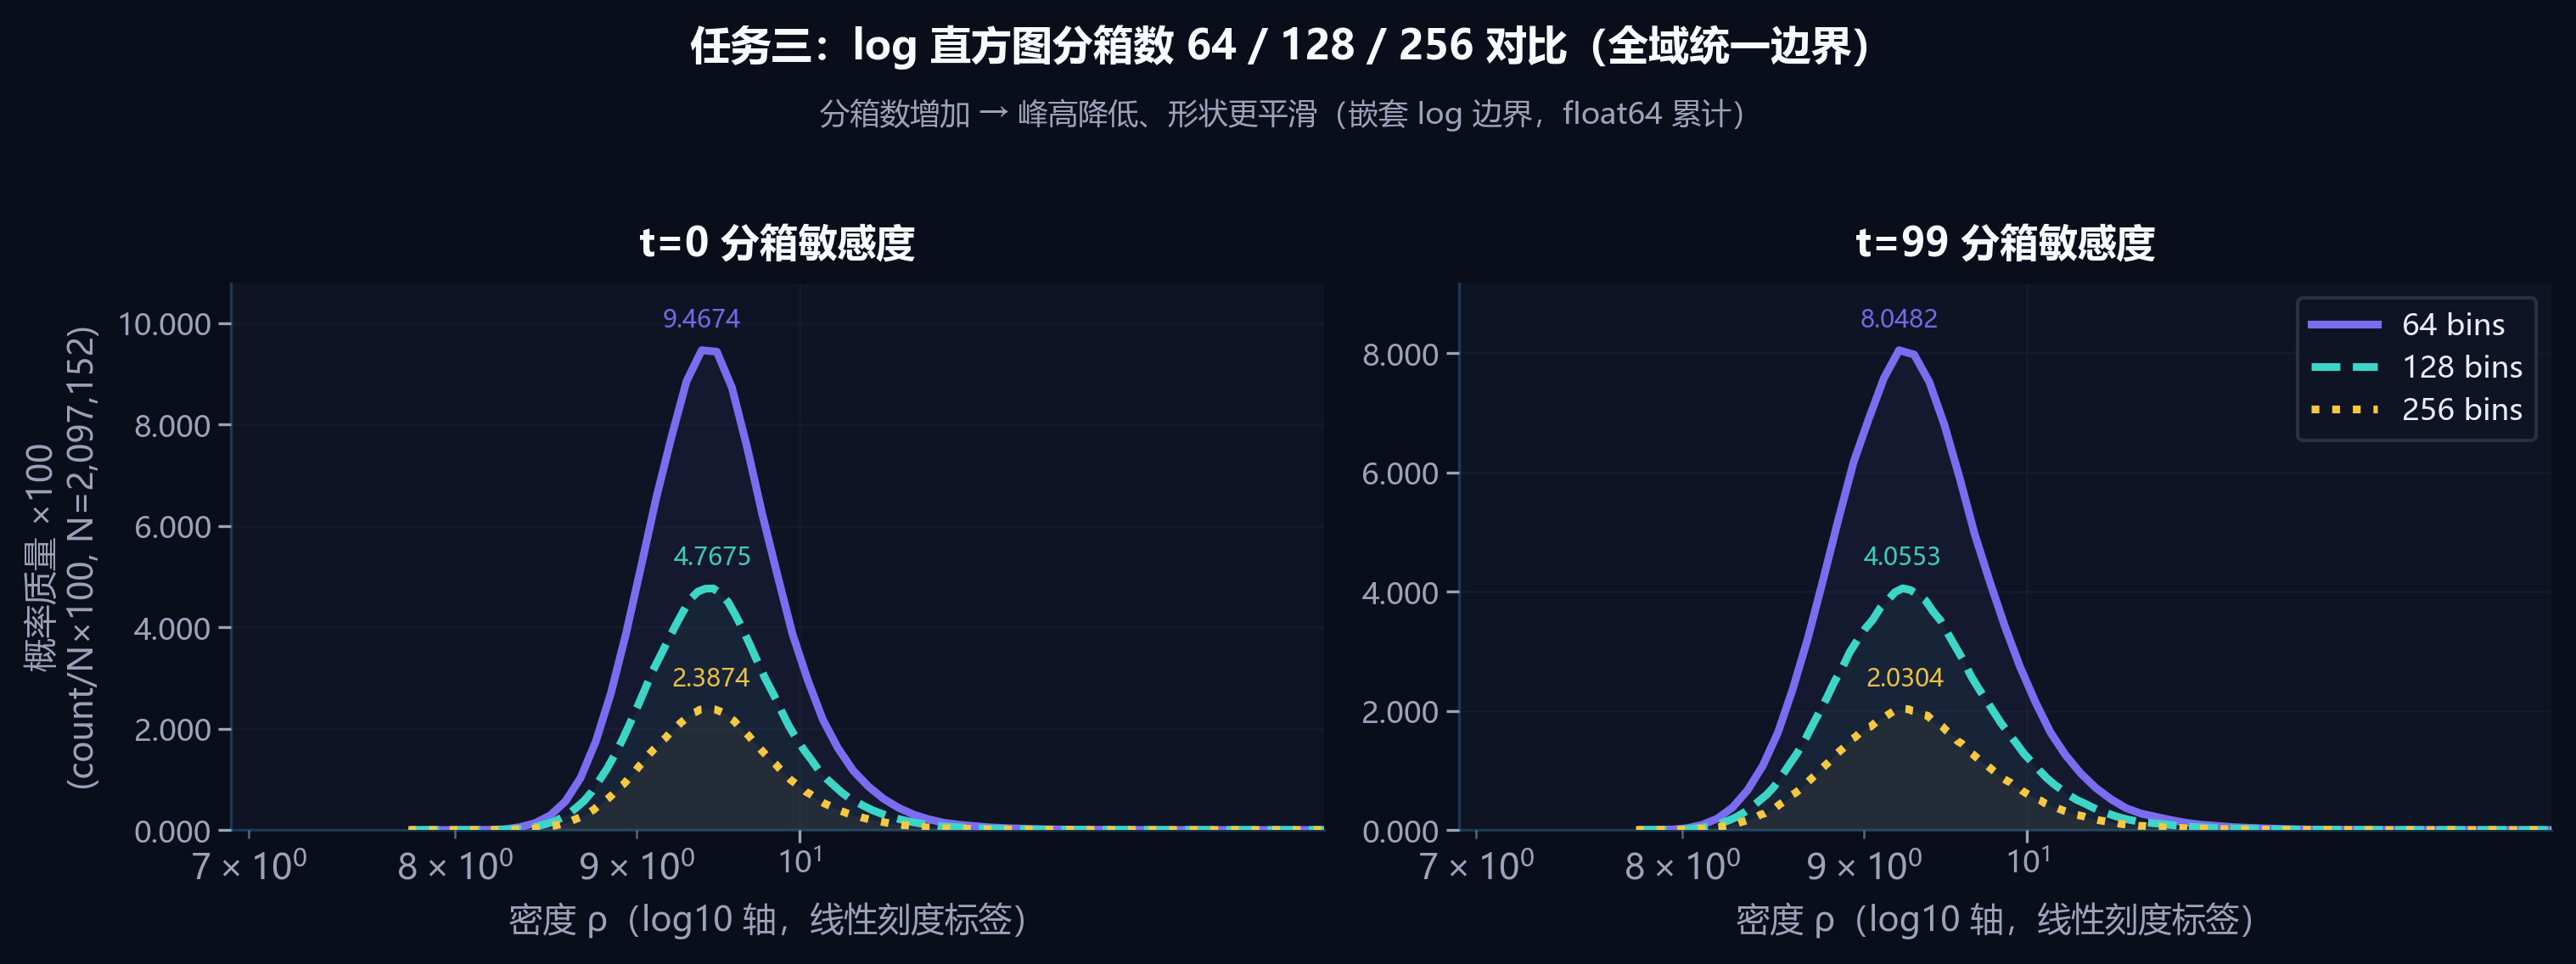 任务三：log 直方图分箱数 64 / 128 / 256 对比（全域统一边界）
分箱数增加 → 峰高降低、形状更平滑（嵌套 log 边界，float64 累计）
t=0 分箱敏感度
概率质量 ×100
(count/N×100, N=2,097,152)
10.000
8.000
6.000
4.000
2.000
0.000
9.4674
4.7675
2.3874
7 × 10⁰
8 × 10⁰
9 × 10⁰
10¹
密度 ρ（log10 轴，线性刻度标签）
t=99 分箱敏感度
8.000
6.000
4.000
2.000
0.000
8.0482
4.0553
2.0304
64 bins
128 bins
256 bins
7 × 10⁰
8 × 10⁰
9 × 10⁰
10¹
密度 ρ（log10 轴，线性刻度标签）